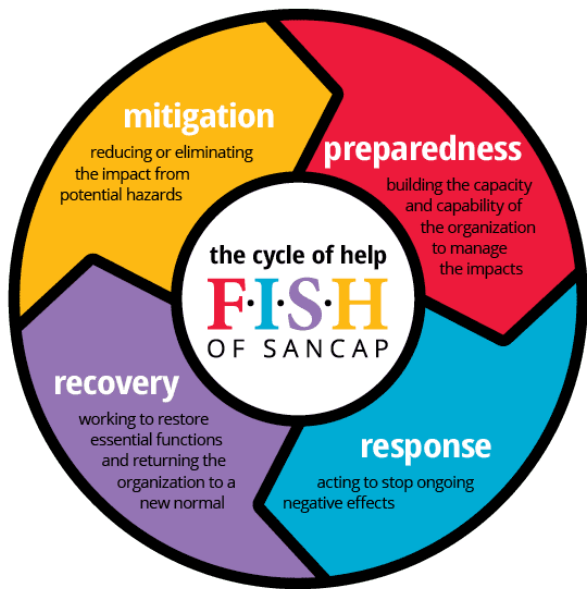 mitigation
reducing or eliminating
the impact from
potential hazards
preparedness
building the capacity
and capability of
the organization
to manage
the impacts
the cycle of help
F·I·S·H
OF SANCAP
recovery
working to restore
essential functions
and returning the
organization to a
new normal
response
acting to stop ongoing
negative effects